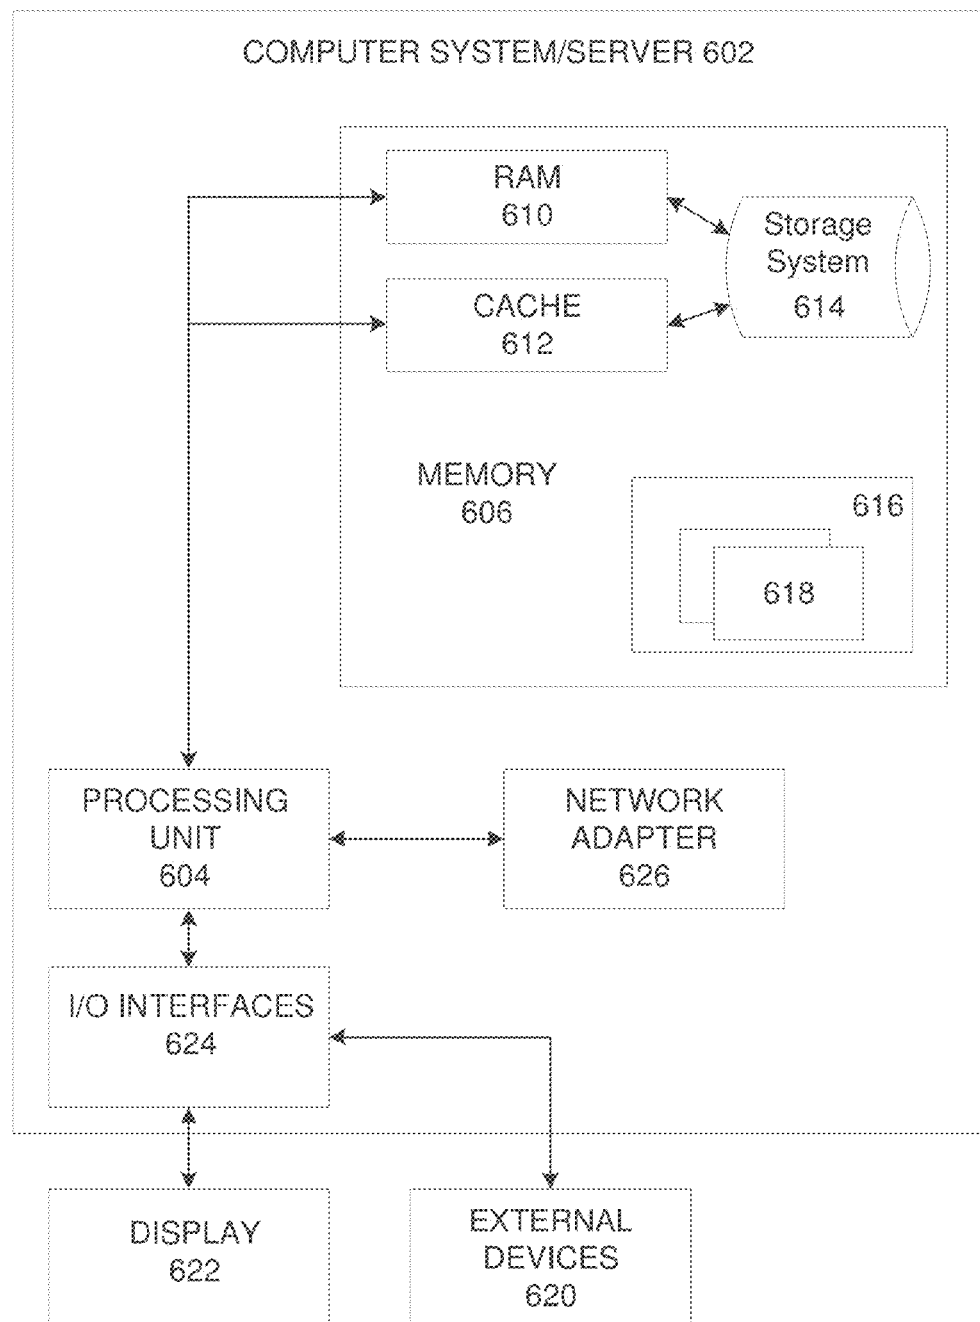 COMPUTER SYSTEM/SERVER 602
RAM
610
Storage
System
614
CACHE
612
MEMORY
606
616
618
PROCESSING
UNIT
604
NETWORK
ADAPTER
626
I/O INTERFACES
624
DISPLAY
622
EXTERNAL
DEVICES
620